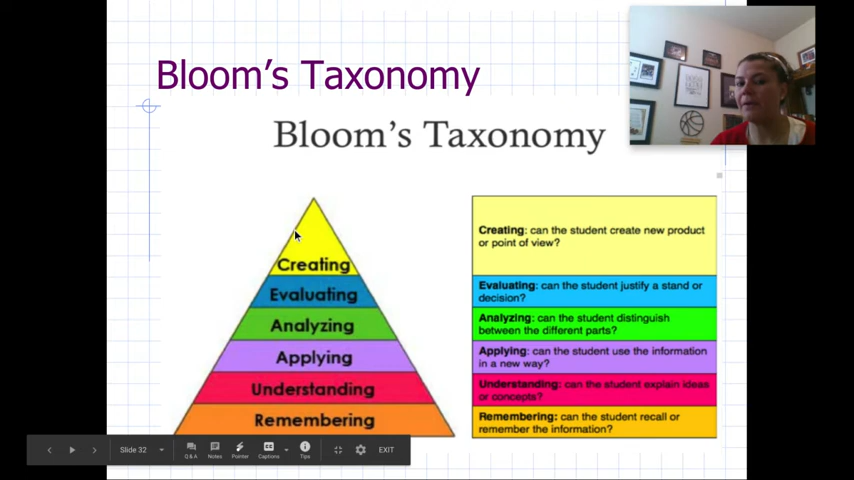 Bloom's Taxonomy
Bloom's Taxonomy
Creating
Evaluating
Analyzing
Applying
Understanding
Remembering
Creating: can the student create new product
or point of view?
Evaluating: can the student justify a stand or
decision?
Analyzing: can the student distinguish
between the different parts?
Applying: can the student use the information
in a new way?
Understanding: can the student explain ideas
or concepts?
Remembering: can the student recall or
remember the information?
Slide 32
Q & A
Notes
Pointer
Captions
Tips
EXIT